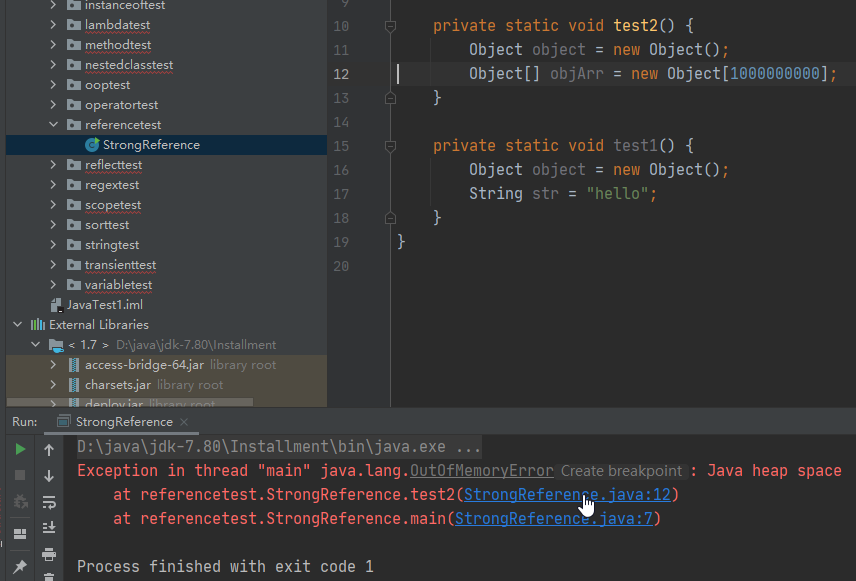 instanceoftest
lambdatest
methodtest
nestedclasstest
ooptest
operatortest
referencetest
StrongReference
reflecttest
regextest
scopetest
sorttest
stringtest
transienttest
variabletest
JavaTest1.iml
External Libraries
< 1.7 > D:\java\jdk-7.80\Installment
access-bridge-64.jar library root
charsets.jar library root
deploy.jar library root
9
10 private static void test2() {
11 Object object = new Object();
12 Object[] objArr = new Object[1000000000];
13 }
14
15 private static void test1() {
16 Object object = new Object();
17 String str = "hello";
18 }
19 }
20
Run: StrongReference ×
D:\java\jdk-7.80\Installment\bin\java.exe ...
Exception in thread "main" java.lang.OutOfMemoryError Create breakpoint : Java heap space
at referencetest.StrongReference.test2(StrongReference.java:12)
at referencetest.StrongReference.main(StrongReference.java:7)
Process finished with exit code 1